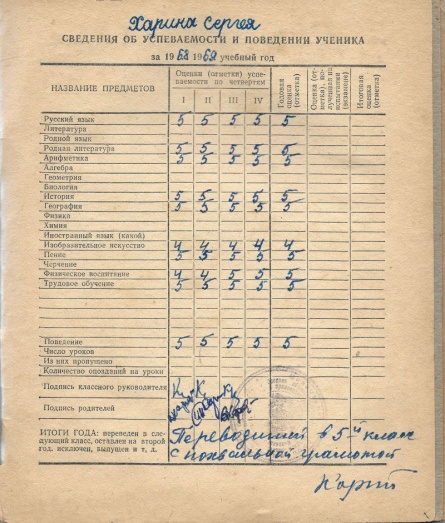 Харина Сергея
СВЕДЕНИЯ ОБ УСПЕВАЕМОСТИ И ПОВЕДЕНИИ УЧЕНИКА
за 1968 1969 учебный год
НАЗВАНИЕ ПРЕДМЕТОВ
Оценки (отметки) успеваемости по четвертям
I II III IV
Годовая оценка (отметка)
Оценка (отметка), полученная на испытании (экзамене)
Итоговая оценка (отметка)
Русский язык 5 5 5 5 5
Литература
Родной язык
Родная литература 5 5 5 5 5
Арифметика 5 5 5 5 5
Алгебра
Геометрия
Биология
История 5 5 5 5 5
География 5 5 5 5 5
Физика
Химия
Иностранный язык (какой)
Изобразительное искусство 4 4 4 4 4
Пение 5 5 5 5 5
Черчение
Физическое воспитание 4 4 5 5 5
Трудовое обучение 5 5 5 5 5
Поведение 5 5 5 5 5
Число уроков
Из них пропущено
Количество опозданий на уроки
Подпись классного руководителя
Подпись родителей
ИТОГИ ГОДА: переведен в сле-
дующий класс, оставлен на второй
год, исключен, выпущен и т. д.
Переводится в 5-й класс
с похвальной грамотой